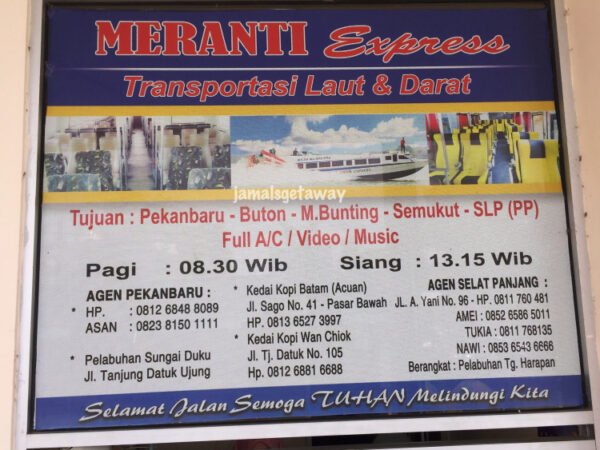 MERANTI Express
Transportasi Laut & Darat
jamalsgetaway
Tujuan : Pekanbaru - Buton - M.Bunting - Semukut - SLP (PP)
Full A/C / Video / Music
Pagi : 08.30 Wib Siang : 13.15 Wib
AGEN PEKANBARU :
* HP. : 0812 6848 8089
ASAN : 0823 8150 1111
* Pelabuhan Sungai Duku
Jl. Tanjung Datuk Ujung
* Kedai Kopi Batam (Acuan)
Jl. Sago No. 41 - Pasar Bawah
HP. 0813 6527 3997
* Kedai Kopi Wan Chiok
Jl. Tj. Datuk No. 105
Hp. 0812 6881 6688
AGEN SELAT PANJANG :
JL. A. Yani No. 96 - HP. 0811 760 481
AMEI : 0852 6586 5011
TUKIA : 0811 768135
NAWI : 0853 6543 6666
Berangkat : Pelabuhan Tg. Harapan
Selamat Jalan Semoga TUHAN Melindungi Kita